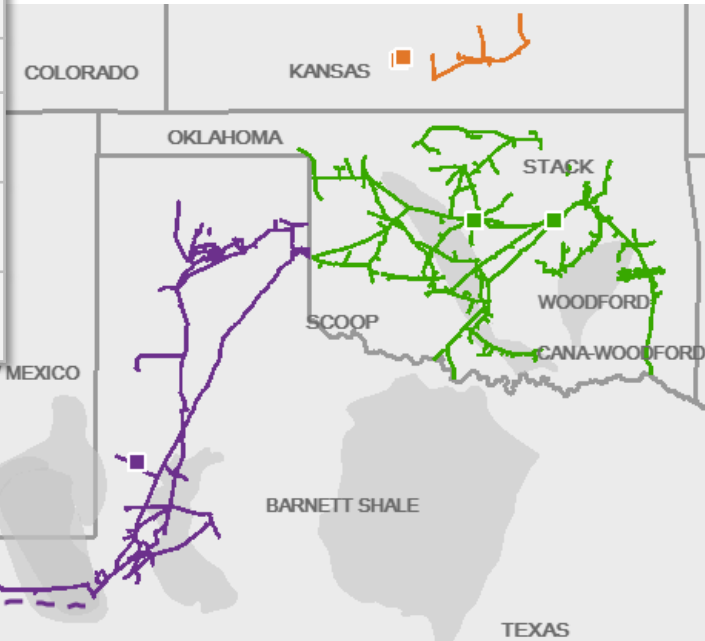 COLORADO
KANSAS
OKLAHOMA
STACK
WOODFORD
SCOOP
CANA-WOODFORD
MEXICO
BARNETT SHALE
TEXAS